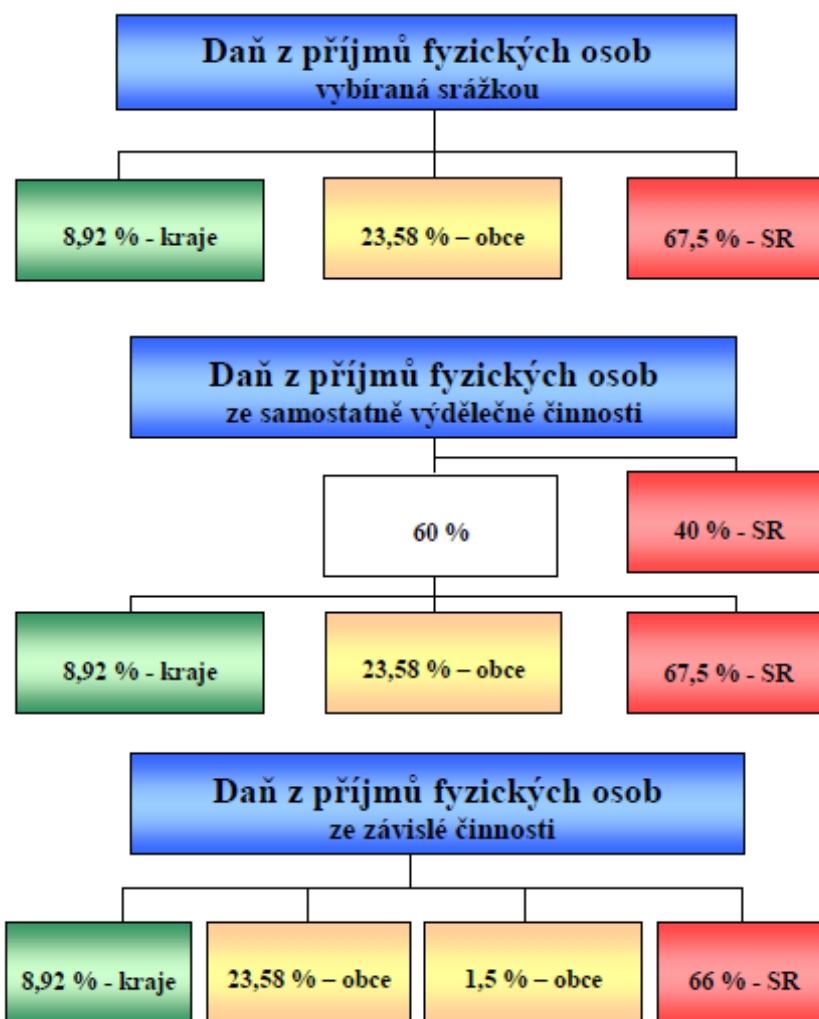 Daň z příjmů fyzických osob
vybíraná srážkou
8,92 % - kraje
23,58 % – obce
67,5 % - SR
Daň z příjmů fyzických osob
ze samostatně výdělečné činnosti
60 %
40 % - SR
8,92 % - kraje
23,58 % – obce
67,5 % - SR
Daň z příjmů fyzických osob
ze závislé činnosti
8,92 % - kraje
23,58 % – obce
1,5 % – obce
66 % - SR